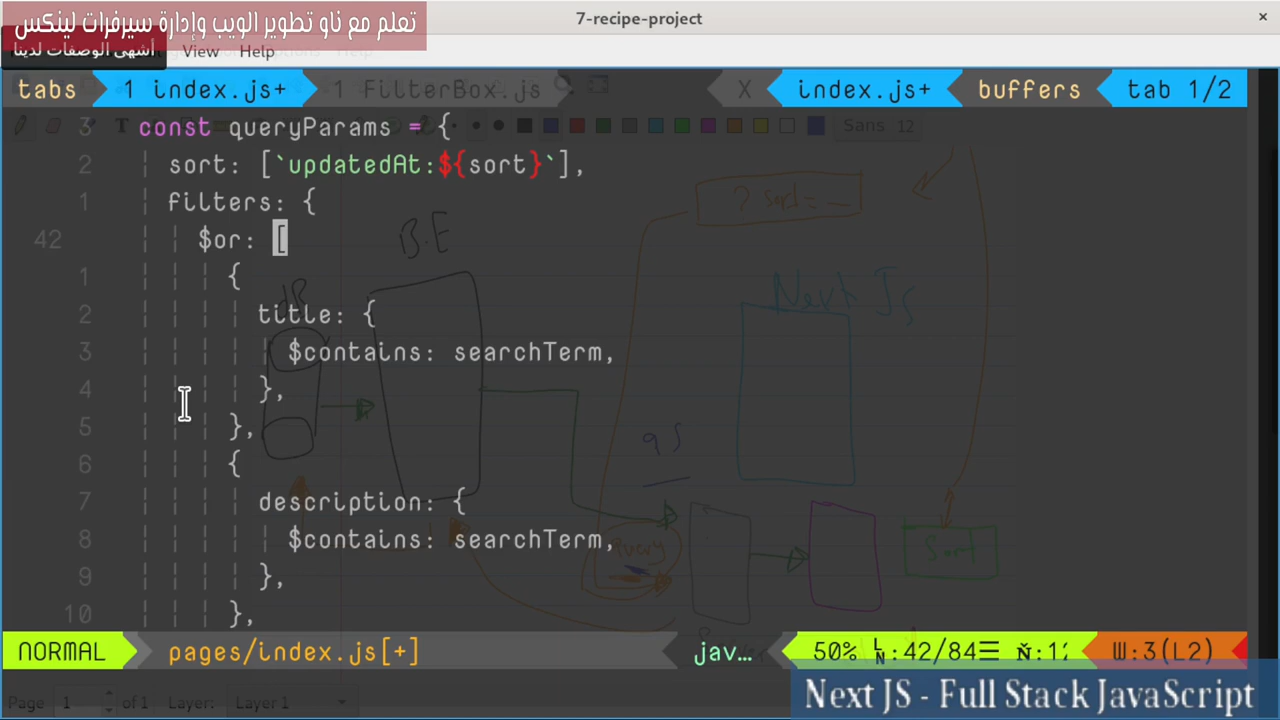 تعلم مع ناو تطوير الويب وإدارة سيرفرات لينكس
7-recipe-project
×
أشهى الوصفات لدينا
View Help
tabs 1 index.js+ 1 FilterBox.js X index.js+ buffers tab 1/2
Sans 12
3 const queryParams = {
2 sort: [`updatedAt:${sort}`],
1 filters: {
42 $or: [
1 {
2 title: {
3 $contains: searchTerm,
4 },
5 },
6 {
7 description: {
8 $contains: searchTerm,
9 },
10 },
? sort=
B.E
Next Js
qs
query
Sort
NORMAL pages/index.js[+] jav… 50% :42/84 W:3(L2)
Page 1 of 1 Layer: Layer 1
Next JS - Full Stack JavaScript